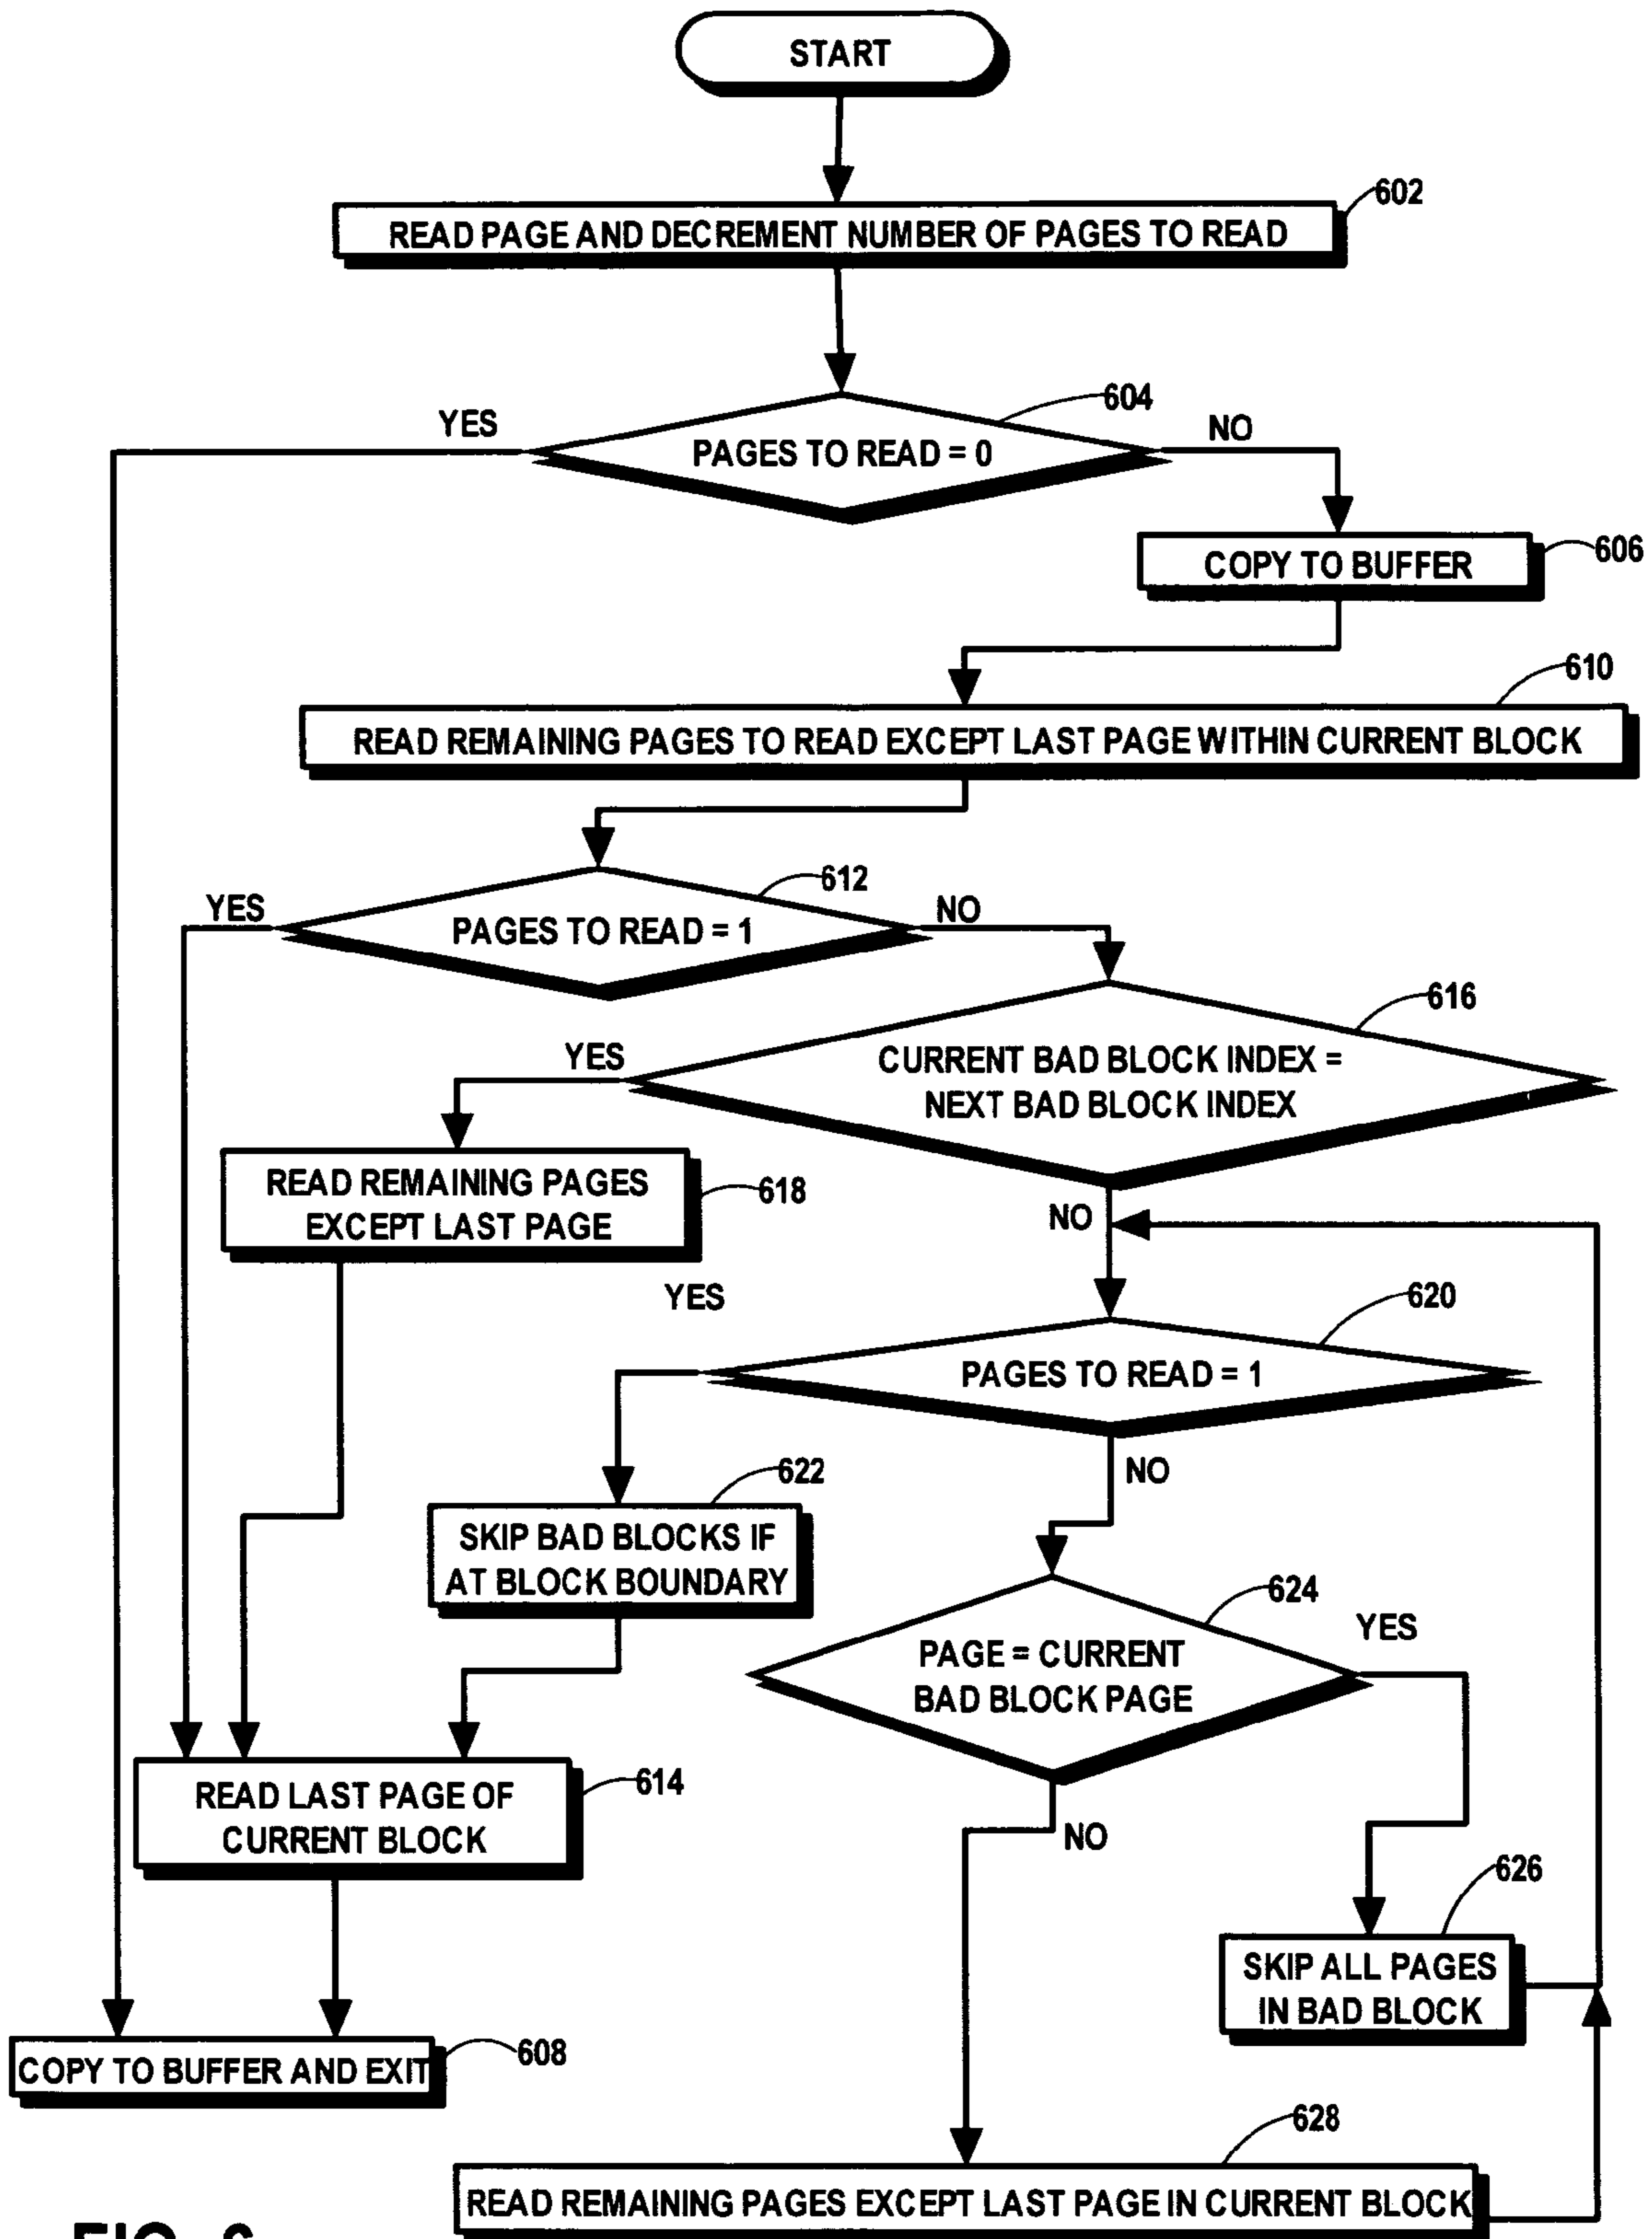 START
602
READ PAGE AND DECREMENT NUMBER OF PAGES TO READ
604
YES
NO
PAGES TO READ = 0
606
COPY TO BUFFER
610
READ REMAINING PAGES TO READ EXCEPT LAST PAGE WITHIN CURRENT BLOCK
612
YES
NO
PAGES TO READ = 1
616
YES
CURRENT BAD BLOCK INDEX =
NEXT BAD BLOCK INDEX
READ REMAINING PAGES
EXCEPT LAST PAGE
618
NO
YES
620
PAGES TO READ = 1
622
NO
SKIP BAD BLOCKS IF
AT BLOCK BOUNDARY
624
YES
PAGE = CURRENT
BAD BLOCK PAGE
614
READ LAST PAGE OF
CURRENT BLOCK
NO
626
SKIP ALL PAGES
IN BAD BLOCK
608
COPY TO BUFFER AND EXIT
628
READ REMAINING PAGES EXCEPT LAST PAGE IN CURRENT BLOCK
FIG. 6